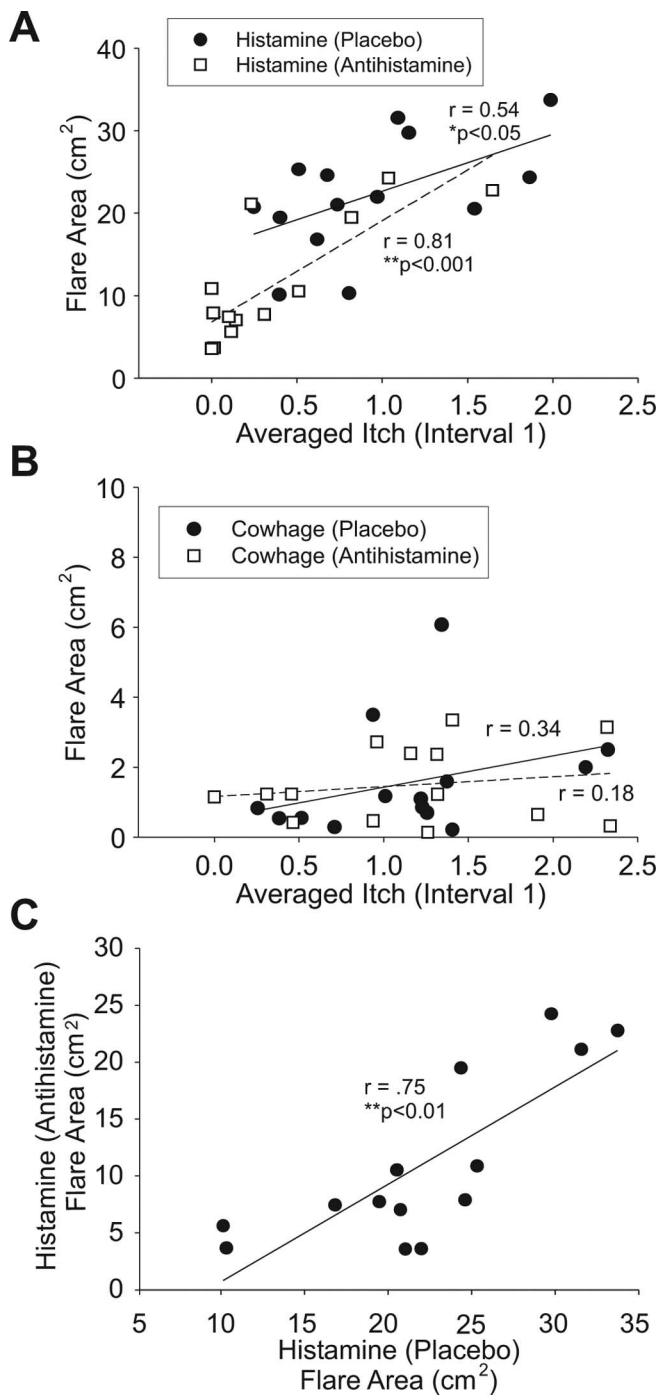 A
Histamine (Placebo)
Histamine (Antihistamine)
40
30
20
10
0
Flare Area (cm²)
r = 0.54
*p<0.05
r = 0.81
**p<0.001
0.0 0.5 1.0 1.5 2.0 2.5
Averaged Itch (Interval 1)
B
Cowhage (Placebo)
Cowhage (Antihistamine)
10
8
6
4
2
0
Flare Area (cm²)
r = 0.34
r = 0.18
0.0 0.5 1.0 1.5 2.0 2.5
Averaged Itch (Interval 1)
C
30
25
20
15
10
5
0
Histamine (Antihistamine)
Flare Area (cm²)
r = .75
**p<0.01
5 10 15 20 25 30 35
Histamine (Placebo)
Flare Area (cm²)